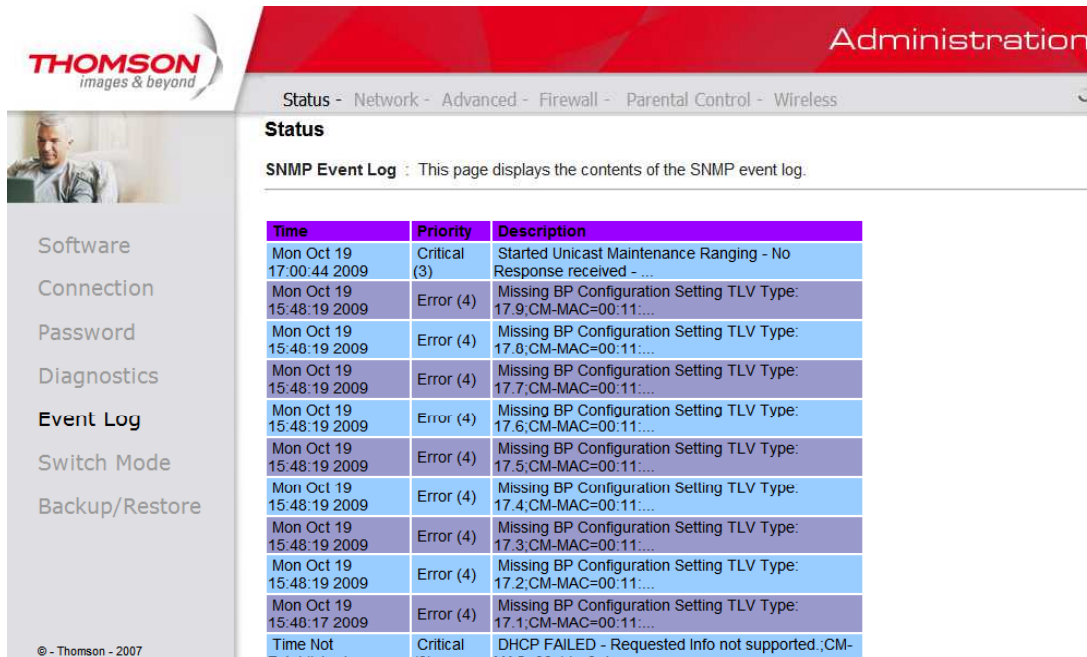 THOMSON
images & beyond
Administration
Status - Network - Advanced - Firewall - Parental Control - Wireless
Status
SNMP Event Log : This page displays the contents of the SNMP event log.
Software
Connection
Password
Diagnostics
Event Log
Switch Mode
Backup/Restore
© - Thomson - 2007
Time Priority Description
Mon Oct 19 Critical Started Unicast Maintenance Ranging - No
17:00:44 2009 (3) Response received - ...
Mon Oct 19 Error (4) Missing BP Configuration Setting TLV Type:
15:48:19 2009 17.9;CM-MAC=00:11:...
Mon Oct 19 Error (4) Missing BP Configuration Setting TLV Type:
15:48:19 2009 17.8;CM-MAC=00:11:...
Mon Oct 19 Error (4) Missing BP Configuration Setting TLV Type:
15:48:19 2009 17.7;CM-MAC=00:11:...
Mon Oct 19 Error (4) Missing BP Configuration Setting TLV Type:
15:48:19 2009 17.6;CM-MAC=00:11:...
Mon Oct 19 Error (4) Missing BP Configuration Setting TLV Type:
15:48:19 2009 17.5;CM-MAC=00:11:...
Mon Oct 19 Error (4) Missing BP Configuration Setting TLV Type:
15:48:19 2009 17.4;CM-MAC=00:11:...
Mon Oct 19 Error (4) Missing BP Configuration Setting TLV Type:
15:48:19 2009 17.3;CM-MAC=00:11:...
Mon Oct 19 Error (4) Missing BP Configuration Setting TLV Type:
15:48:19 2009 17.2;CM-MAC=00:11:...
Mon Oct 19 Error (4) Missing BP Configuration Setting TLV Type:
15:48:17 2009 17.1;CM-MAC=00:11:...
Time Not Critical DHCP FAILED - Requested Info not supported.;CM-